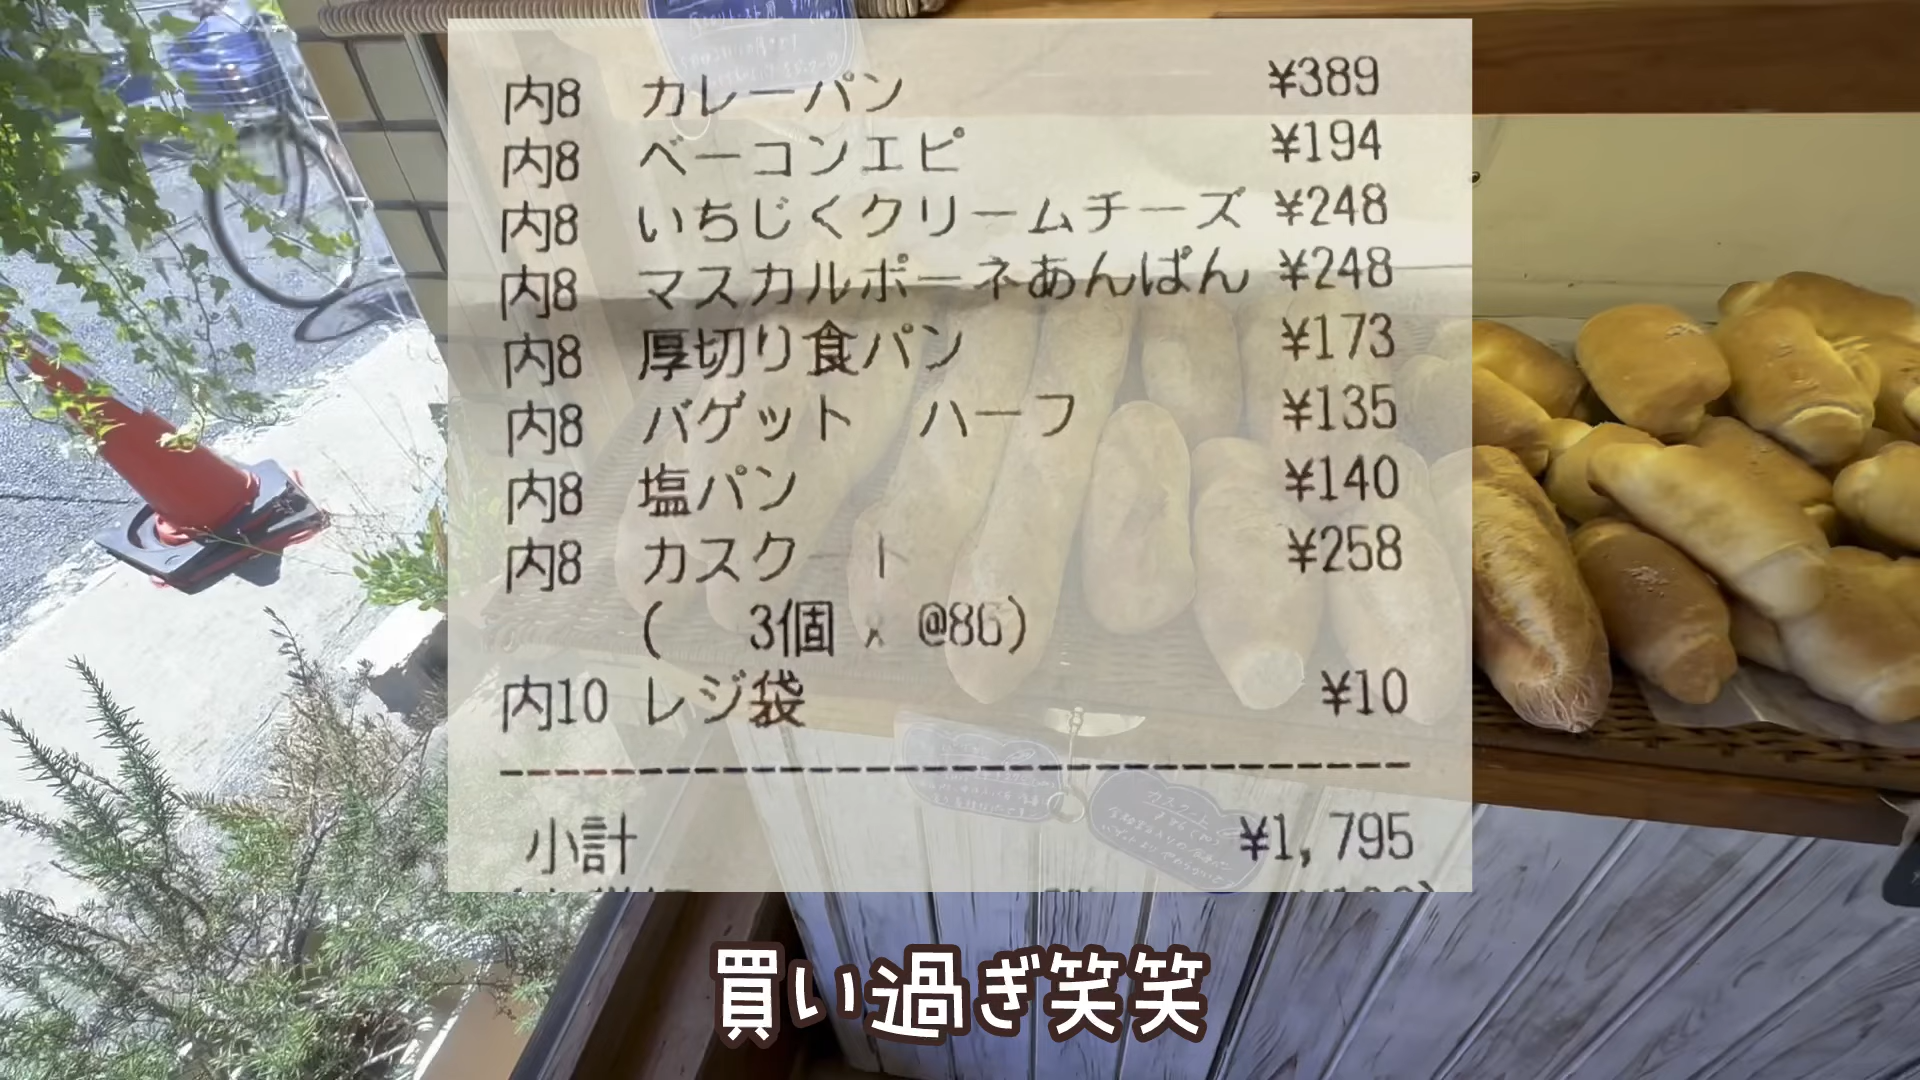 内8 カレーパン ¥389
内8 ベーコンエピ ¥194
内8 いちじくクリームチーズ ¥248
内8 マスカルポーネあんぱん ¥248
内8 厚切り食パン ¥173
内8 バゲット ハーフ ¥135
内8 塩パン ¥140
内8 カスクート ¥258
( 3個 x @86)
内10 レジ袋 ¥10
小計 ¥1,795
カスクート
買い過ぎ笑笑